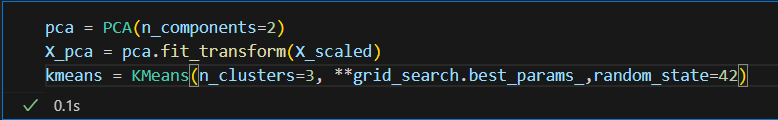 pca = PCA(n_components=2)
X_pca = pca.fit_transform(X_scaled)
kmeans = KMeans(n_clusters=3, **grid_search.best_params_,random_state=42)
0.1s